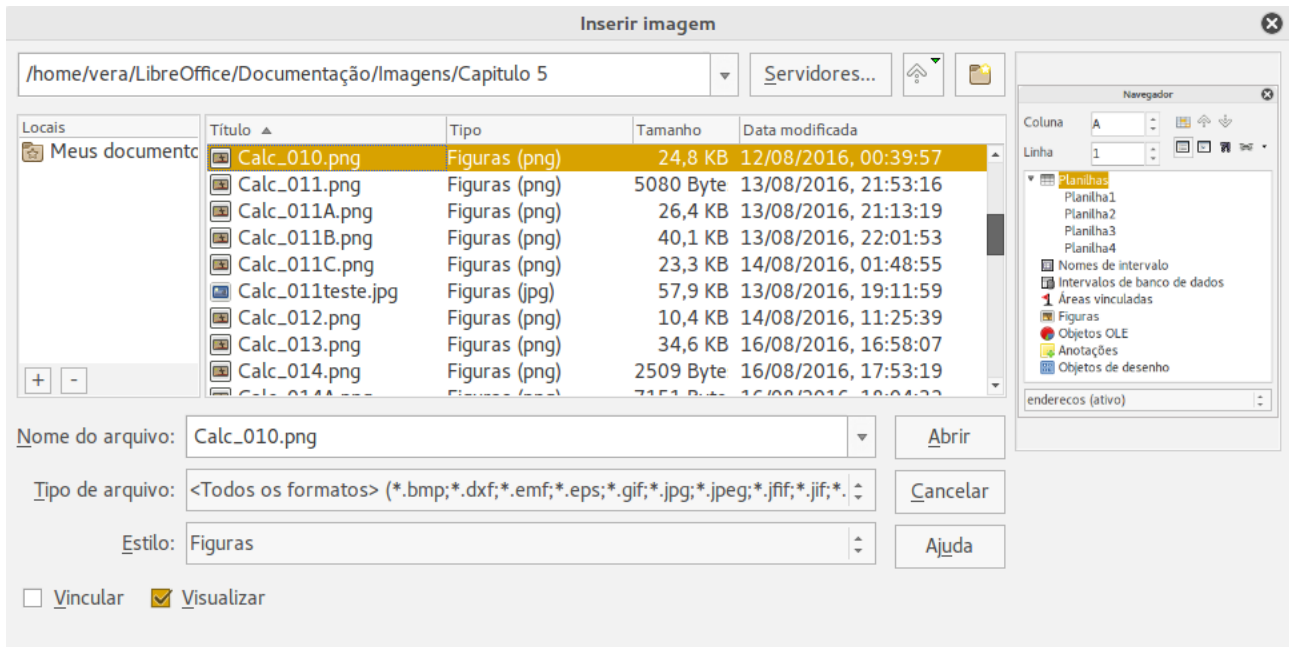 Inserir imagem
/home/vera/LibreOffice/Documentação/Imagens/Capitulo 5
Servidores...
Locais
Meus documentc
Título Tipo Tamanho Data modificada
Calc_010.png Figuras (png) 24,8 KB 12/08/2016, 00:39:57
Calc_011.png Figuras (png) 5080 Byte 13/08/2016, 21:53:16
Calc_011A.png Figuras (png) 26,4 KB 13/08/2016, 21:13:19
Calc_011B.png Figuras (png) 40,1 KB 13/08/2016, 22:01:53
Calc_011C.png Figuras (png) 23,3 KB 14/08/2016, 01:48:55
Calc_011teste.jpg Figuras (jpg) 57,9 KB 13/08/2016, 19:11:59
Calc_012.png Figuras (png) 10,4 KB 14/08/2016, 11:25:39
Calc_013.png Figuras (png) 34,6 KB 16/08/2016, 16:58:07
Calc_014.png Figuras (png) 2509 Byte 16/08/2016, 17:53:19
+ -
Navegador
Coluna A
Linha 1
Planilhas
Planilha1
Planilha2
Planilha3
Planilha4
Nomes de intervalo
Intervalos de banco de dados
Áreas vinculadas
Figuras
Objetos OLE
Anotações
Objetos de desenho
enderecos (ativo)
Nome do arquivo: Calc_010.png Abrir
Tipo de arquivo: <Todos os formatos> (*.bmp;*.dxf;*.emf;*.eps;*.gif;*.jpg;*.jpeg;*.jfif;*.jif;*. Cancelar
Estilo: Figuras Ajuda
Vincular Visualizar